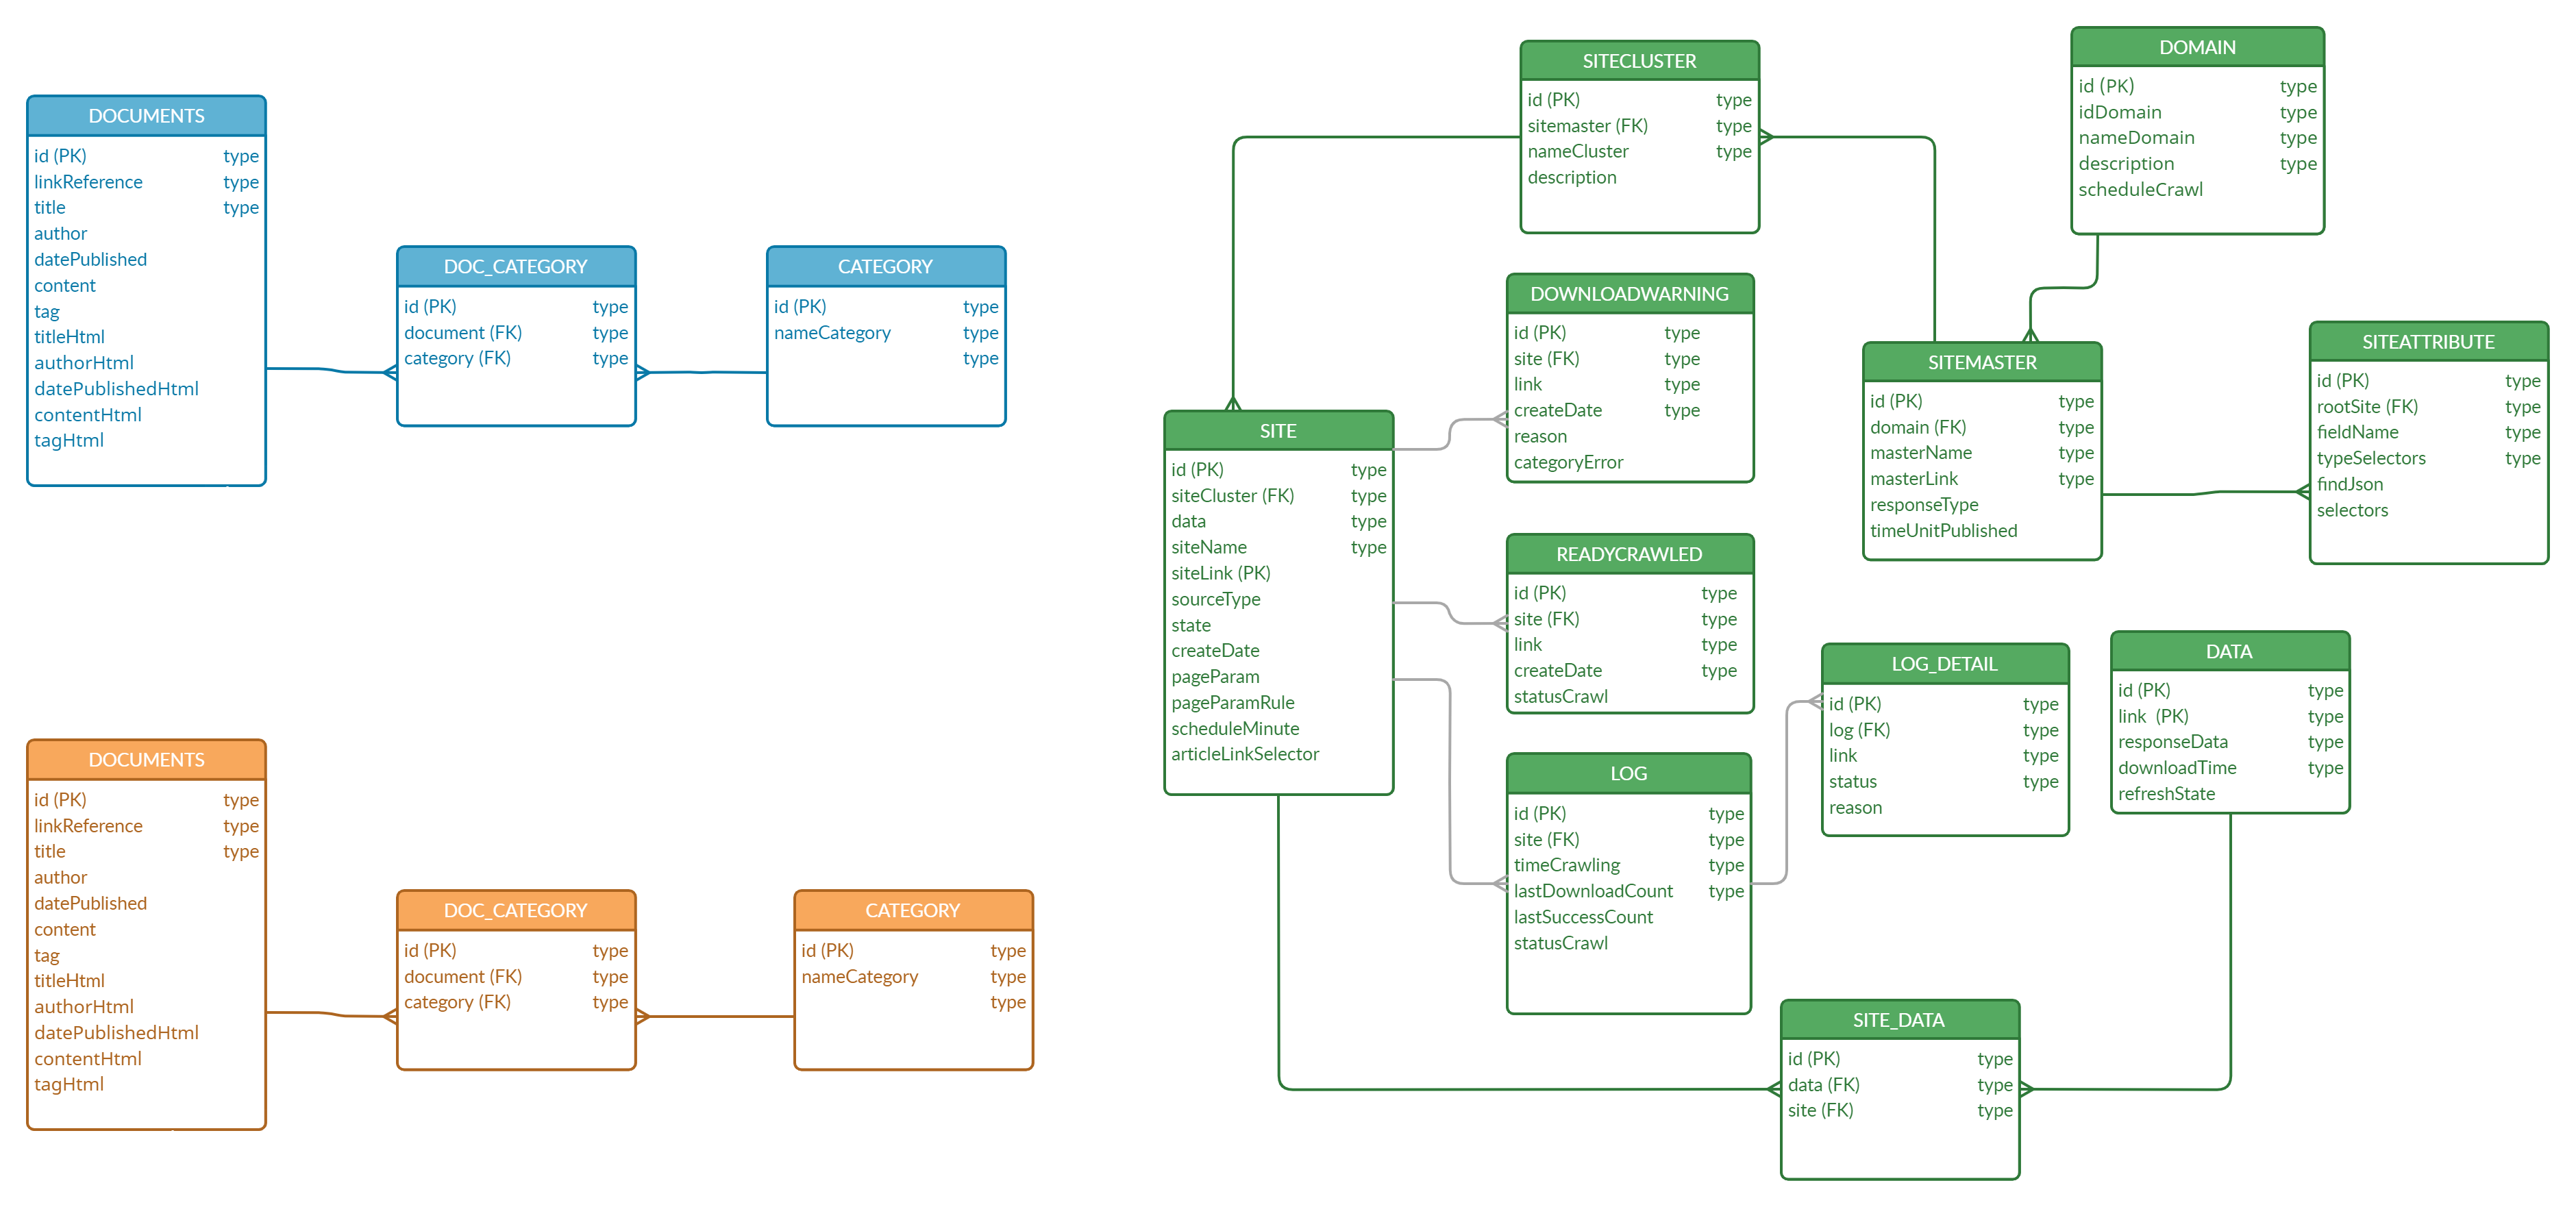 DOCUMENTS
id (PK) type
linkReference type
title type
author
datePublished
content
tag
titleHtml
authorHtml
datePublishedHtml
contentHtml
tagHtml
DOC_CATEGORY
id (PK) type
document (FK) type
category (FK) type
CATEGORY
id (PK) type
nameCategory type
type
DOCUMENTS
id (PK) type
linkReference type
title type
author
datePublished
content
tag
titleHtml
authorHtml
datePublishedHtml
contentHtml
tagHtml
DOC_CATEGORY
id (PK) type
document (FK) type
category (FK) type
CATEGORY
id (PK) type
nameCategory type
type
SITECLUSTER
id (PK) type
sitemaster (FK) type
nameCluster type
description
DOMAIN
id (PK) type
idDomain type
nameDomain type
description type
scheduleCrawl
DOWNLOADWARNING
id (PK) type
site (FK) type
link type
createDate type
reason
categoryError
SITEMASTER
id (PK) type
domain (FK) type
masterName type
masterLink type
responseType
timeUnitPublished
SITEATTRIBUTE
id (PK) type
rootSite (FK) type
fieldName type
typeSelectors type
findJson
selectors
SITE
id (PK) type
siteCluster (FK) type
data type
siteName type
siteLink (PK)
sourceType
state
createDate
pageParam
pageParamRule
scheduleMinute
articleLinkSelector
READYCRAWLED
id (PK) type
site (FK) type
link type
createDate type
statusCrawl
LOG
id (PK) type
site (FK) type
timeCrawling type
lastDownloadCount type
lastSuccessCount
statusCrawl
LOG_DETAIL
id (PK) type
log (FK) type
link type
status type
reason
DATA
id (PK) type
link (PK) type
responseData type
downloadTime type
refreshState
SITE_DATA
id (PK) type
data (FK) type
site (FK) type